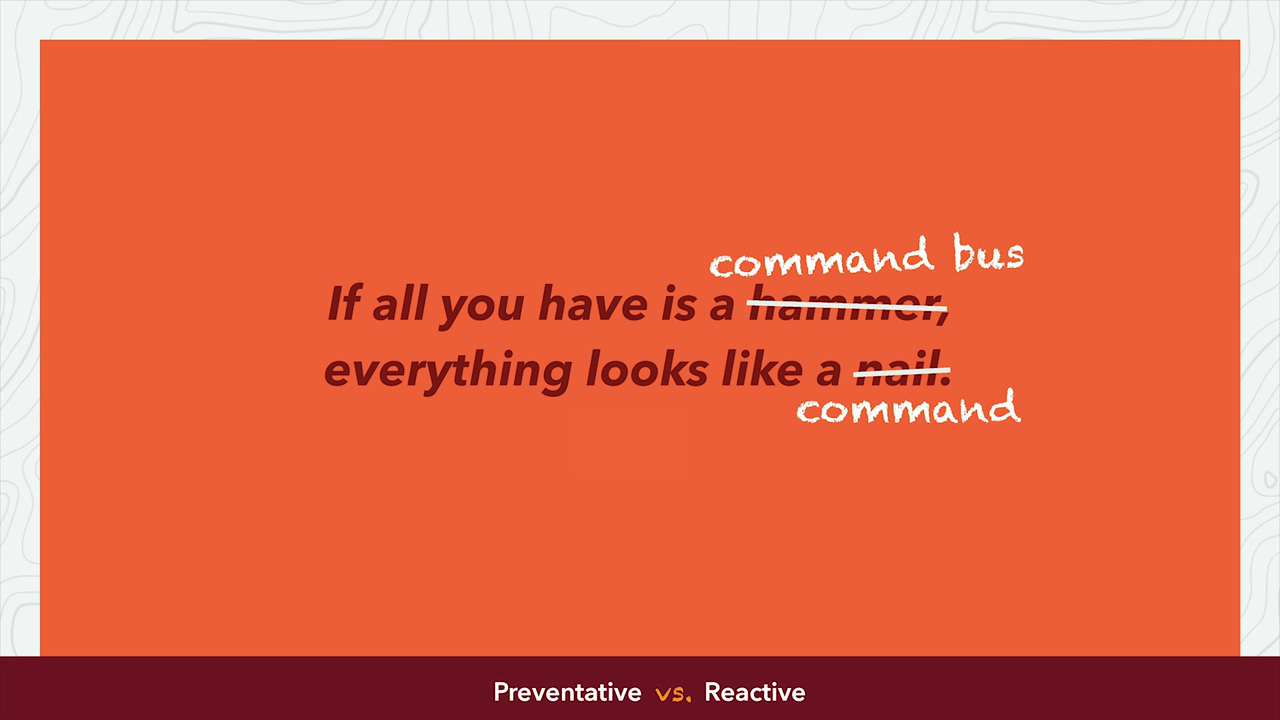 command bus
If all you have is a hammer,
everything looks like a nail.
command
Preventative vs. Reactive